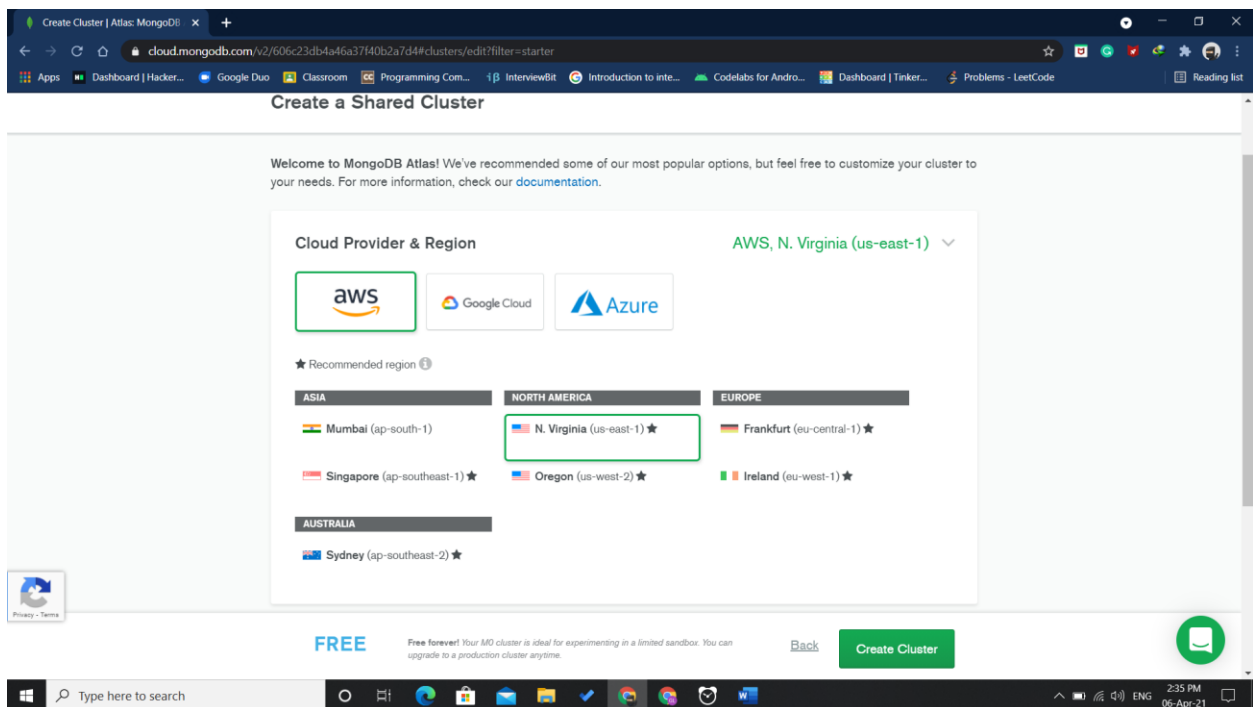 Create Cluster | Atlas: MongoDB
cloud.mongodb.com/v2/606c23db4a46a37f40b2a7d4#clusters/edit?filter=starter
Apps Dashboard | Hacker... Google Duo Classroom Programming Com... InterviewBit Introduction to inte... Codelabs for Andro... Dashboard | Tinker... Problems - LeetCode Reading list
Create a Shared Cluster
Welcome to MongoDB Atlas! We've recommended some of our most popular options, but feel free to customize your cluster to
your needs. For more information, check our documentation.
Cloud Provider & Region AWS, N. Virginia (us-east-1)
aws Google Cloud Azure
★ Recommended region
ASIA NORTH AMERICA EUROPE
Mumbai (ap-south-1) N. Virginia (us-east-1) ★ Frankfurt (eu-central-1) ★
Singapore (ap-southeast-1) ★ Oregon (us-west-2) ★ Ireland (eu-west-1) ★
AUSTRALIA
Sydney (ap-southeast-2) ★
Privacy - Terms
FREE Free forever! Your M0 cluster is ideal for experimenting in a limited sandbox. You can
upgrade to a production cluster anytime.
Back Create Cluster
Type here to search ENG 2:35 PM
06-Apr-21